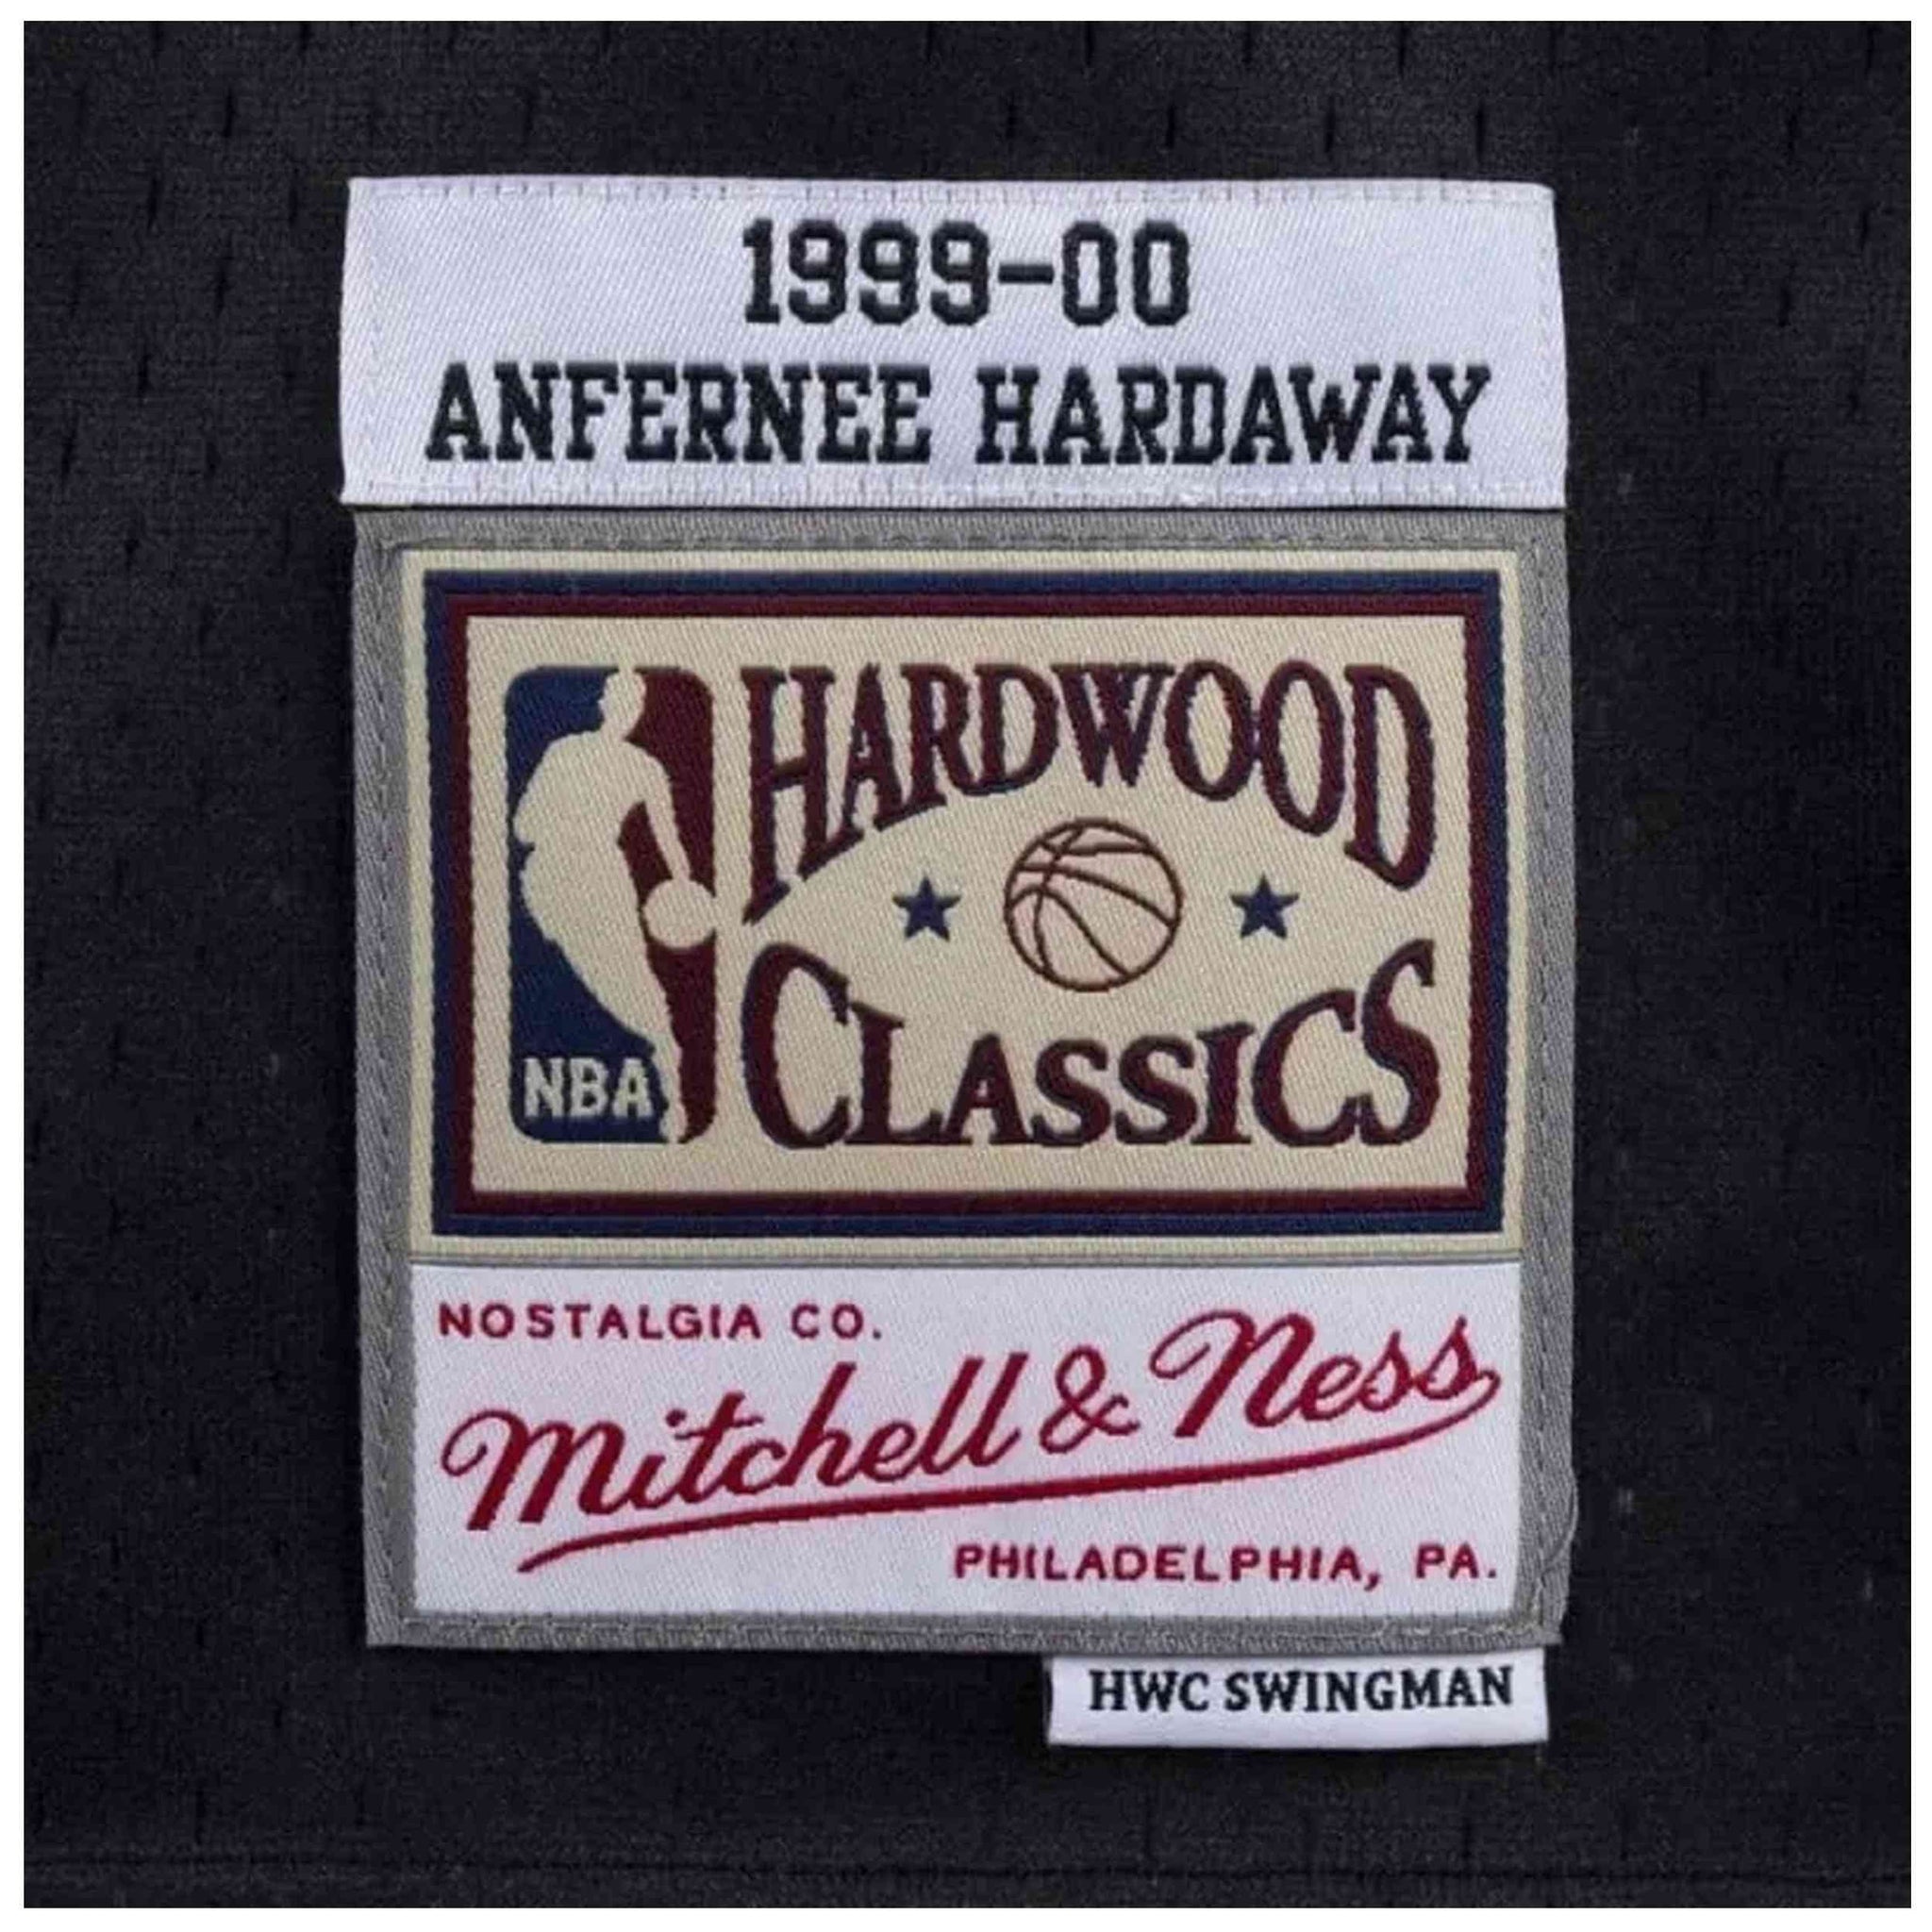 1999-00
ANFERNEE HARDAWAY
HARDWOOD
CLASSICS
NBA
NOSTALGIA CO.
Mitchell & Ness
PHILADELPHIA, PA.
HWC SWINGMAN